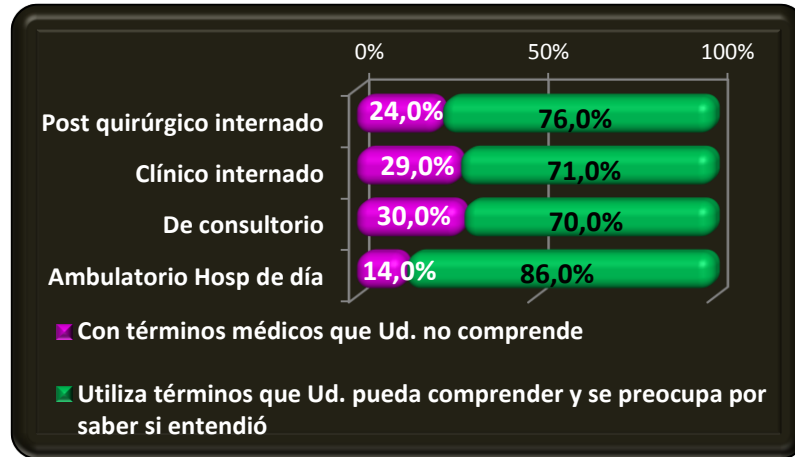 0% 50% 100%
Post quirúrgico internado 24,0% 76,0%
Clínico internado 29,0% 71,0%
De consultorio 30,0% 70,0%
Ambulatorio Hosp de día 14,0% 86,0%
Con términos médicos que Ud. no comprende
Utiliza términos que Ud. pueda comprender y se preocupa por
saber si entendió